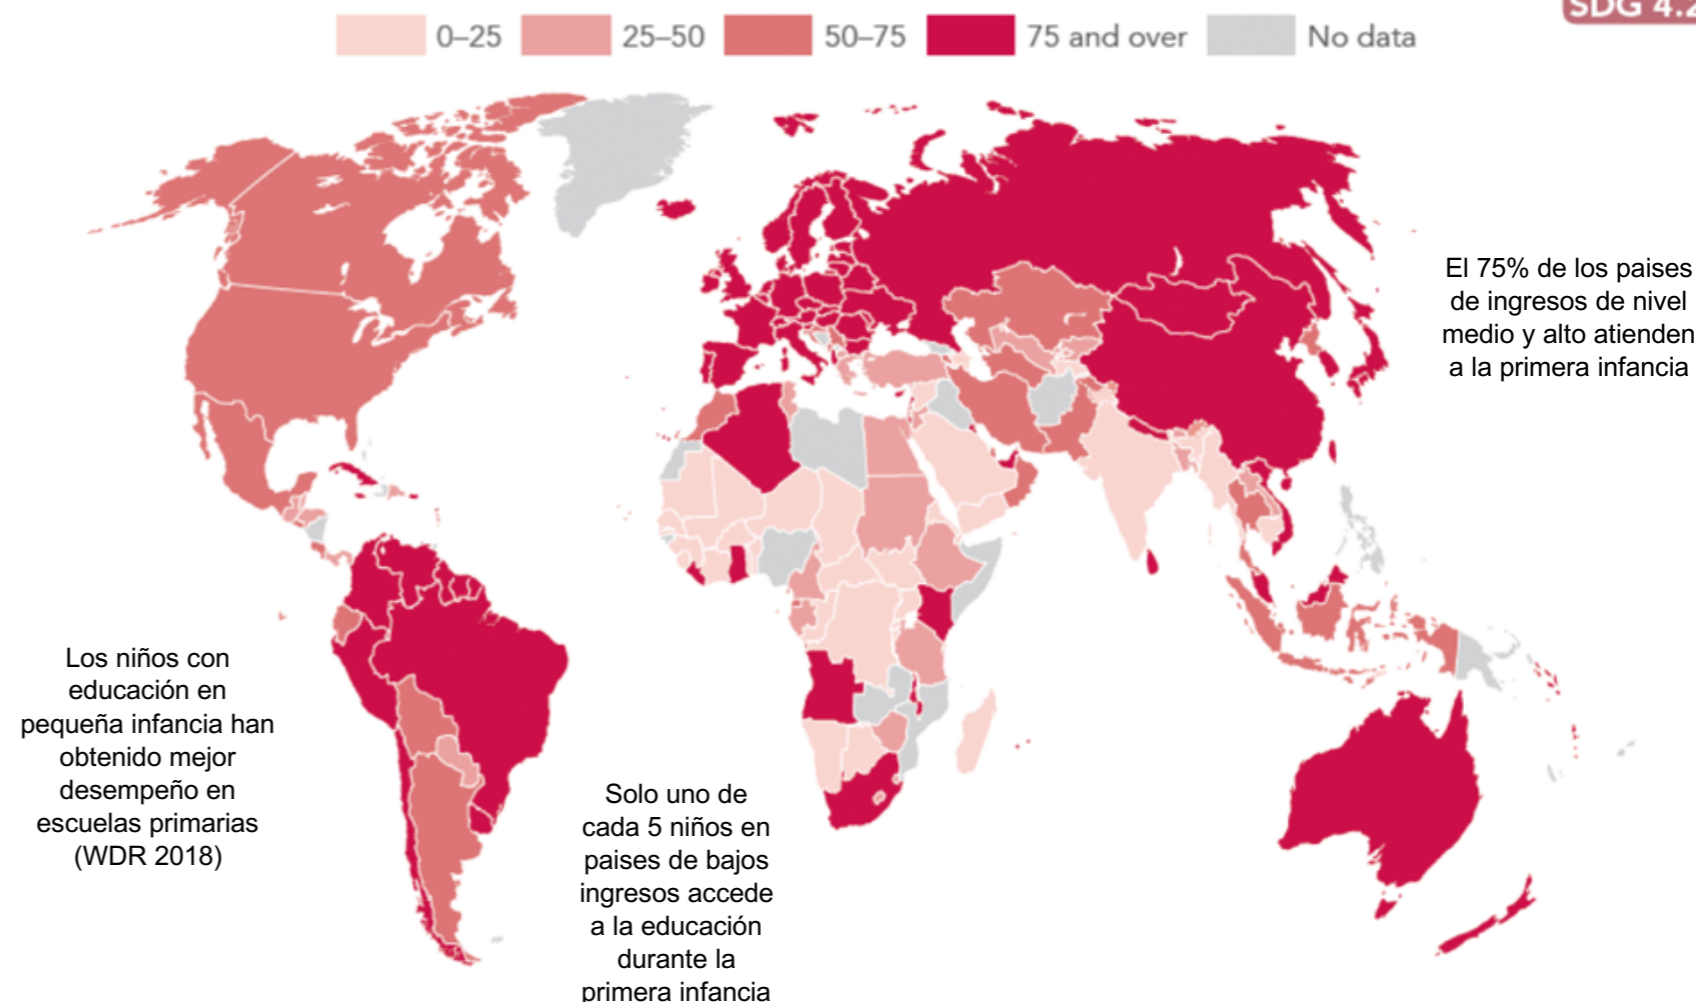 SDG 4.2
0–25 25–50 50–75 75 and over No data
El 75% de los paises
de ingresos de nivel
medio y alto atienden
a la primera infancia
Los niños con
educación en
pequeña infancia han
obtenido mejor
desempeño en
escuelas primarias
(WDR 2018)
Solo uno de
cada 5 niños en
paises de bajos
ingresos accede
a la educación
durante la
primera infancia